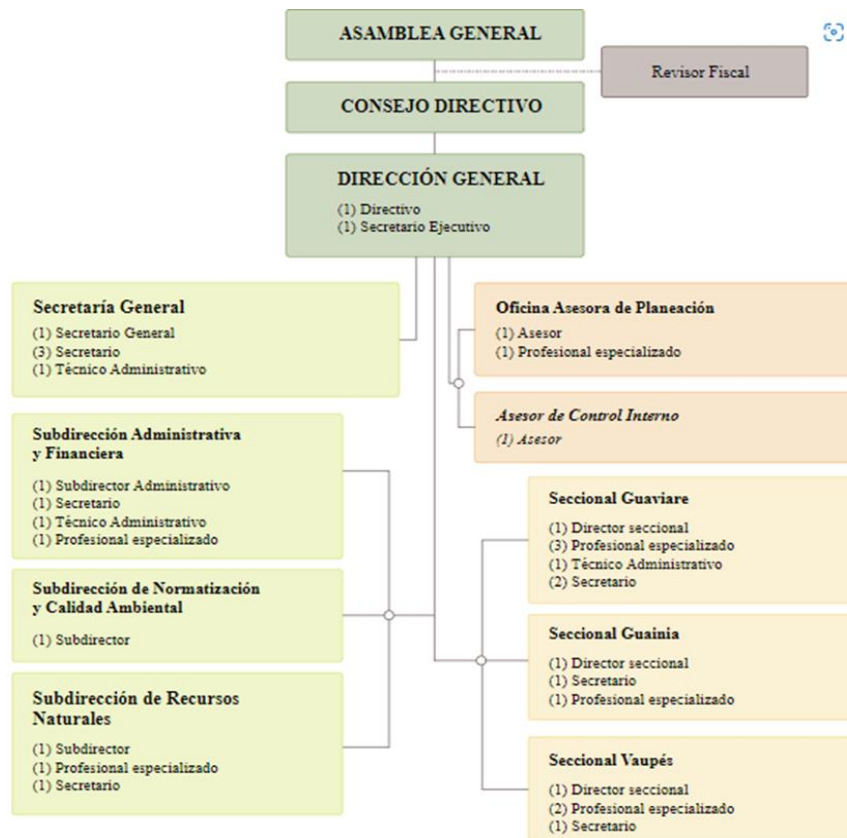 ASAMBLEA GENERAL
Revisor Fiscal
CONSEJO DIRECTIVO
DIRECCIÓN GENERAL
(1) Directivo
(1) Secretario Ejecutivo
Secretaría General
(1) Secretario General
(3) Secretario
(1) Técnico Administrativo
Oficina Asesora de Planeación
(1) Asesor
(1) Profesional especializado
Asesor de Control Interno
(1) Asesor
Subdirección Administrativa
y Financiera
(1) Subdirector Administrativo
(1) Secretario
(1) Técnico Administrativo
(1) Profesional especializado
Subdirección de Normatización
y Calidad Ambiental
(1) Subdirector
Subdirección de Recursos
Naturales
(1) Subdirector
(1) Profesional especializado
(1) Secretario
Seccional Guaviare
(1) Director seccional
(3) Profesional especializado
(1) Técnico Administrativo
(2) Secretario
Seccional Guainia
(1) Director seccional
(1) Secretario
(1) Profesional especializado
Seccional Vaupés
(1) Director seccional
(2) Profesional especializado
(1) Secretario